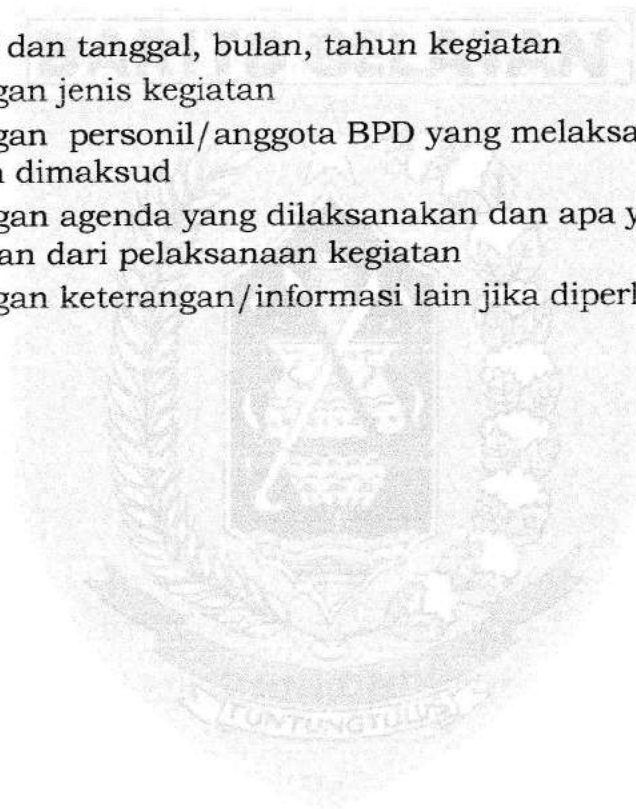 dan tanggal, bulan, tahun kegiatan
gan jenis kegiatan
gan personil/anggota BPD yang melaksa
dimaksud
gan agenda yang dilaksanakan dan apa y
an dari pelaksanaan kegiatan
gan keterangan/informasi lain jika diperl